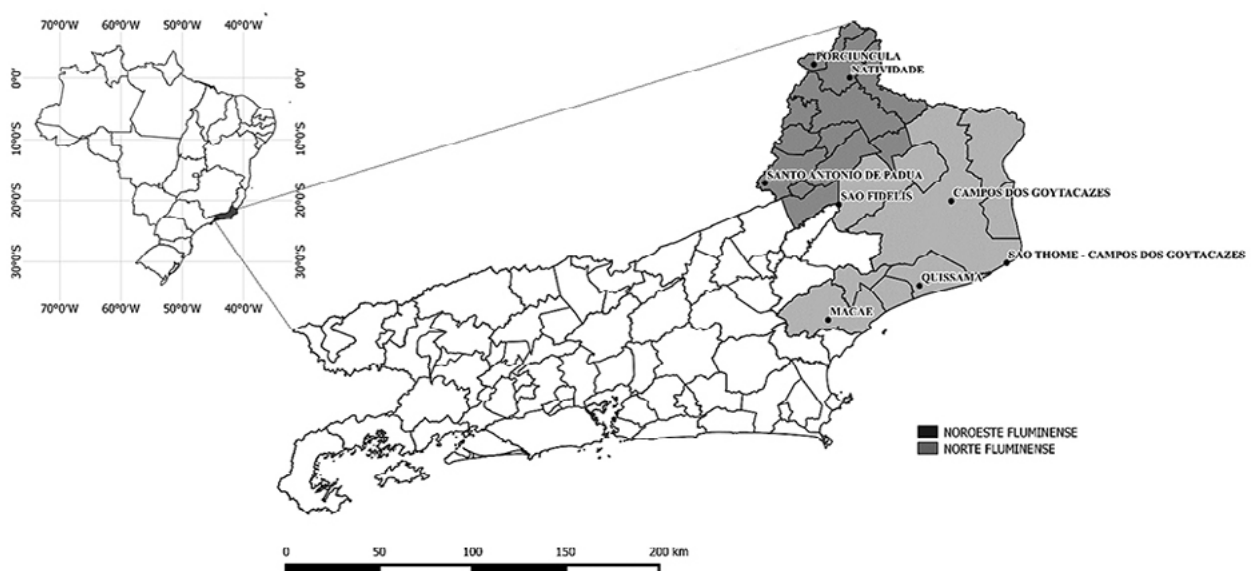 70°0'W 60°0'W 50°0'W 40°0'W
0°0'
10°0'S
20°0'S
30°0'S
0°0'
10°0'S
20°0'S
30°0'S
70°0'W 60°0'W 50°0'W 40°0'W
PORCIUNCULA
NATIVIDADE
SANTO ANTONIO DE PADUA
SAO FIDELIS
CAMPOS DOS GOYTACAZES
SAO THOME - CAMPOS DOS GOYTACAZES
QUISSAMA
MACAE
NOROESTE FLUMINENSE
NORTE FLUMINENSE
0 50 100 150 200 km